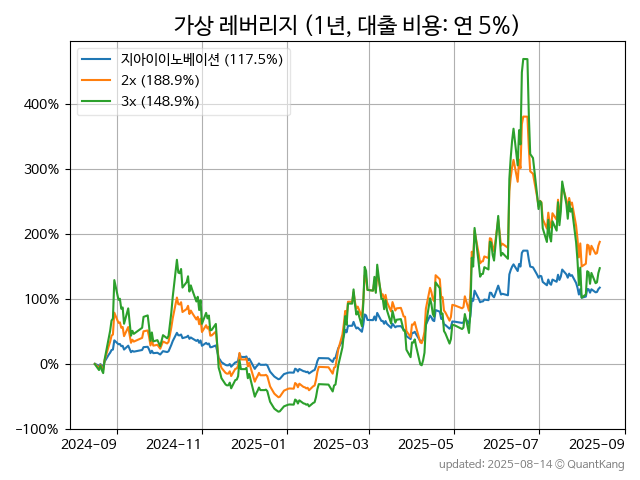 가상 레버리지 (1년, 대출 비용: 연 5%)
지아이이노베이션 (117.5%)
2x (188.9%)
3x (148.9%)
400%
300%
200%
100%
0%
−100%
2024-09
2024-11
2025-01
2025-03
2025-05
2025-07
2025-09
updated: 2025-08-14 © QuantKang